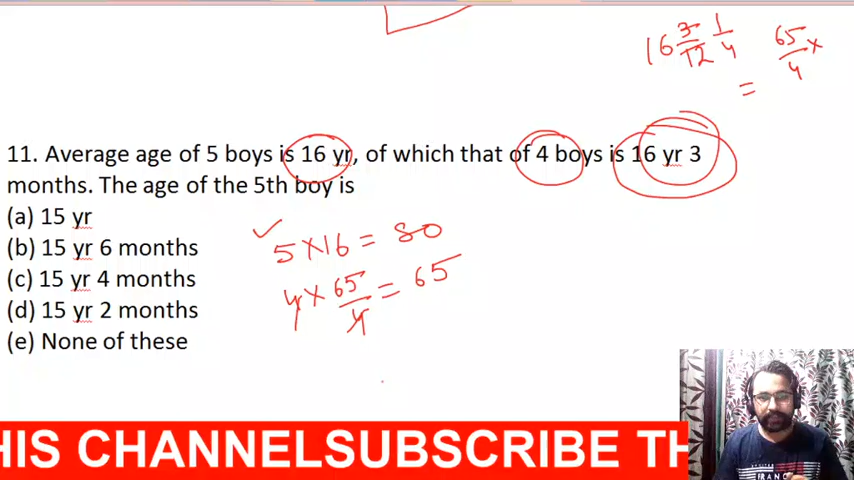 16 3/12 1/4 65/4 ×
=
11. Average age of 5 boys is 16 yr, of which that of 4 boys is 16 yr 3
months. The age of the 5th boy is
(a) 15 yr
(b) 15 yr 6 months
(c) 15 yr 4 months
(d) 15 yr 2 months
(e) None of these
5 × 16 = 80
4 × 65/4 = 65
HIS CHANNELSUBSCRIBE TH